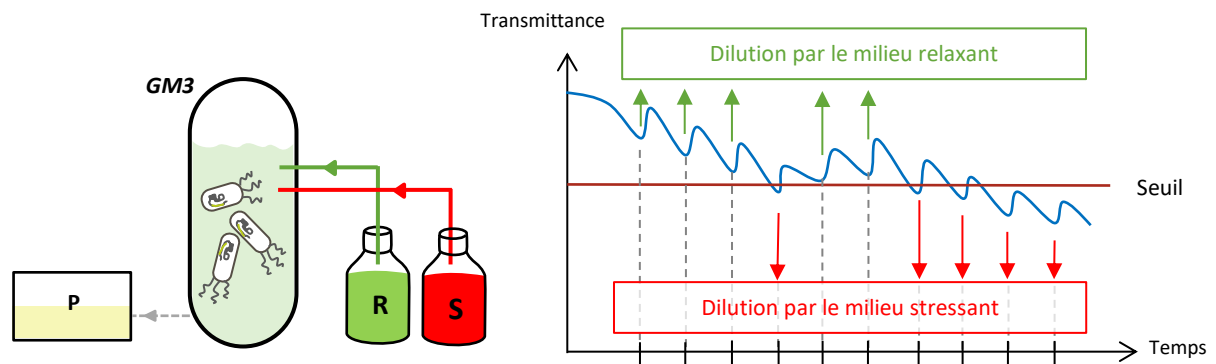 GM3
P
R
S
Transmittance
Dilution par le milieu relaxant
Seuil
Dilution par le milieu stressant
Temps